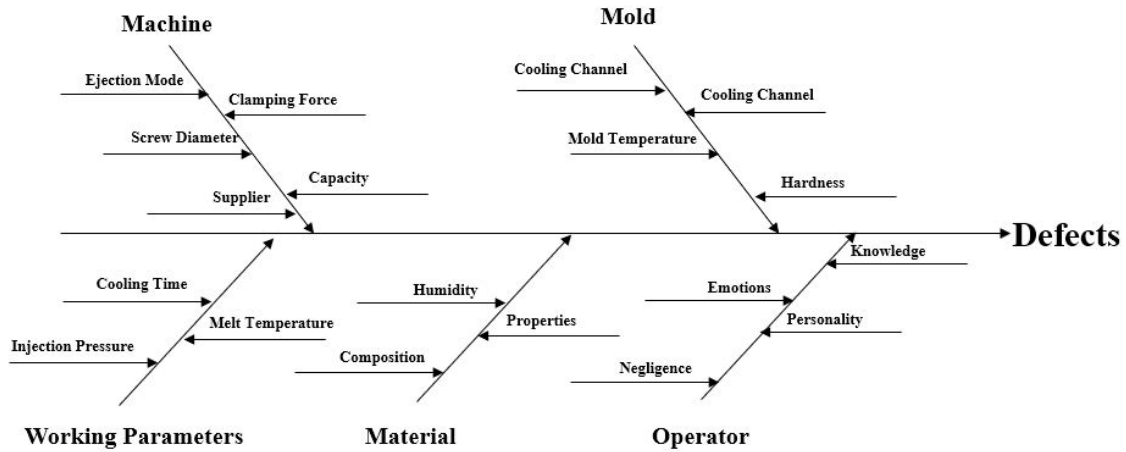 Machine
Mold
Ejection Mode
Clamping Force
Screw Diameter
Capacity
Supplier
Cooling Channel
Cooling Channel
Mold Temperature
Hardness
Defects
Cooling Time
Melt Temperature
Injection Pressure
Humidity
Properties
Composition
Knowledge
Emotions
Personality
Negligence
Working Parameters
Material
Operator